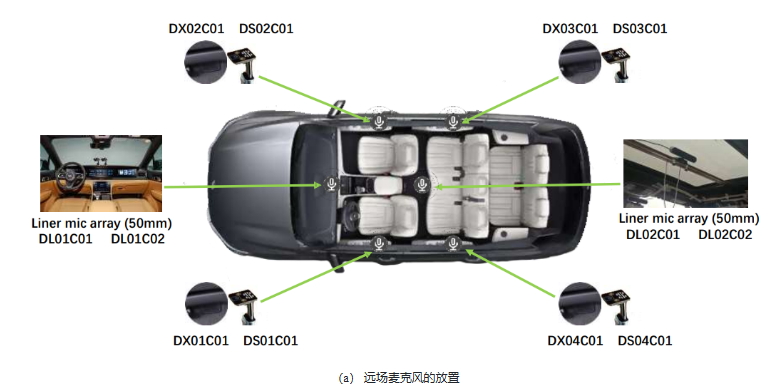 DX02C01 DS02C01
DX03C01 DS03C01
Liner mic array (50mm)
DL01C01 DL01C02
Liner mic array (50mm)
DL02C01 DL02C02
DX01C01 DS01C01
DX04C01 DS04C01
(a) 远场麦克风的放置